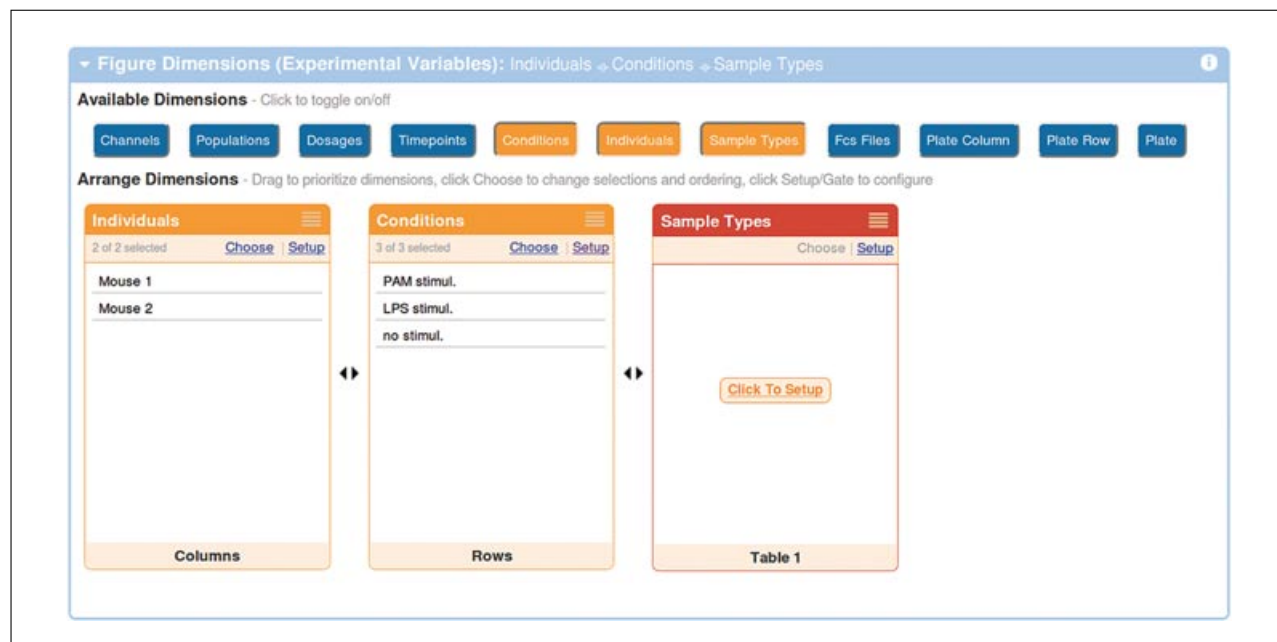 Figure Dimensions (Experimental Variables): Individuals Conditions Sample Types
Available Dimensions - Click to toggle on/off
Channels Populations Dosages Timepoints Conditions Individuals Sample Types Fcs Files Plate Column Plate Row Plate
Arrange Dimensions - Drag to prioritize dimensions, click Choose to change selections and ordering, click Setup/Gate to configure
Individuals
2 of 2 selected Choose | Setup
Mouse 1
Mouse 2
Columns
Conditions
3 of 3 selected Choose | Setup
PAM stimul.
LPS stimul.
no stimul.
Rows
Sample Types
Choose | Setup
Click To Setup
Table 1